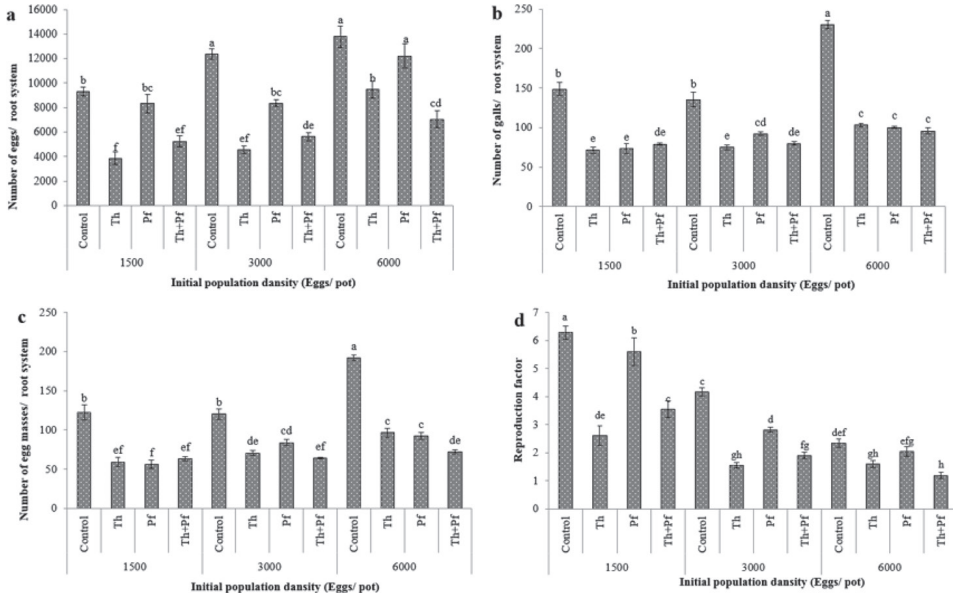 a
Number of eggs/ root system
16000
14000
12000
10000
8000
6000
4000
2000
0
b
f
bc
ef
a
ef
bc
de
a
b
a
cd
Control
Th
Pf
Th+Pf
Control
Th
Pf
Th+Pf
Control
Th
Pf
Th+Pf
1500
3000
6000
Initial population dansity (Eggs/ pot)
b
Number of galls/ root system
250
200
150
100
50
0
b
e
e
de
b
e
cd
de
a
c
c
c
Control
Th
Pf
Th+Pf
Control
Th
Pf
Th+Pf
Control
Th
Pf
Th+Pf
1500
3000
6000
Initial population dansity (Eggs/ pot)
c
Number of egg masses/ root system
250
200
150
100
50
0
b
ef
f
ef
b
de
cd
ef
a
c
c
de
Control
Th
Pf
Th+Pf
Control
Th
Pf
Th+Pf
Control
Th
Pf
Th+Pf
1500
3000
6000
Initial population dansity (Eggs/ pot)
d
Reproduction factor
7
6
5
4
3
2
1
0
a
de
b
c
c
gh
d
fg
def
gh
efg
h
Control
Th
Pf
Th+Pf
Control
Th
Pf
Th+Pf
Control
Th
Pf
Th+Pf
1500
3000
6000
Initial population dansity (Eggs/ pot)